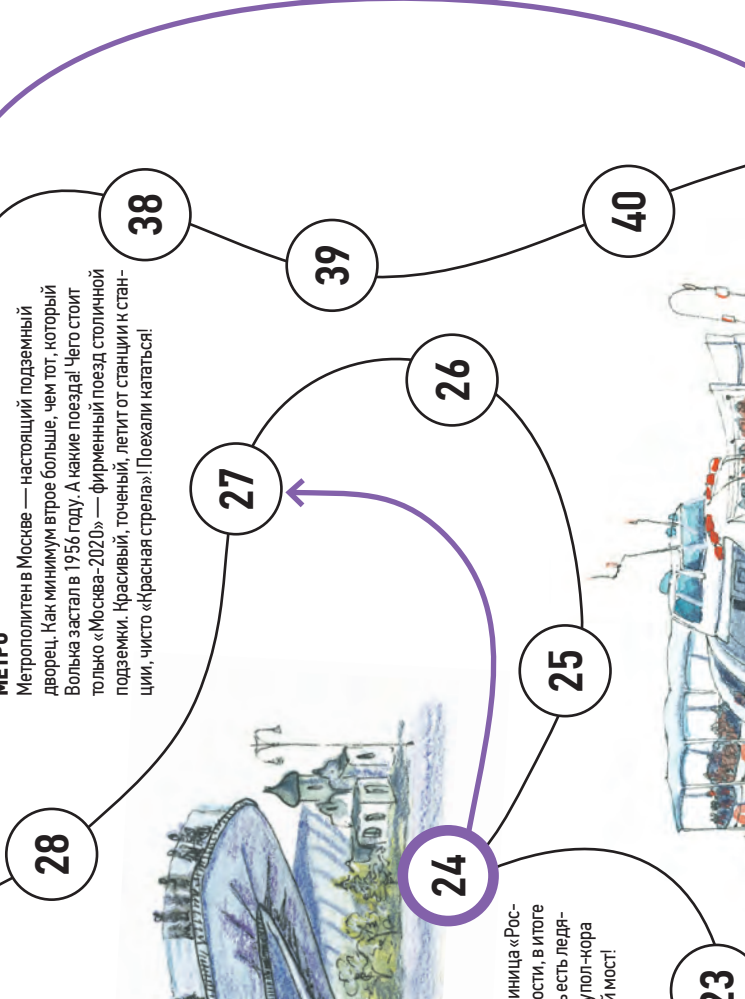 МЕТРО
Метрополитен в Москве — настоящий подземный
дворец. Как минимум втрое больше, чем тот, который
Волька застал в 1956 году. А какие поезда! Чего стоит
только «Москва-2020» — фирменный поезд столичной
подземки. Красивый, точеный, летит от станции к стан-
ции, чисто «Красная стрела»! Поехали кататься!
28
38
27
39
24
26
25
40
иница «Рос-
ости, в итоге
ь есть ледя-
упол-кора
й мост!
23